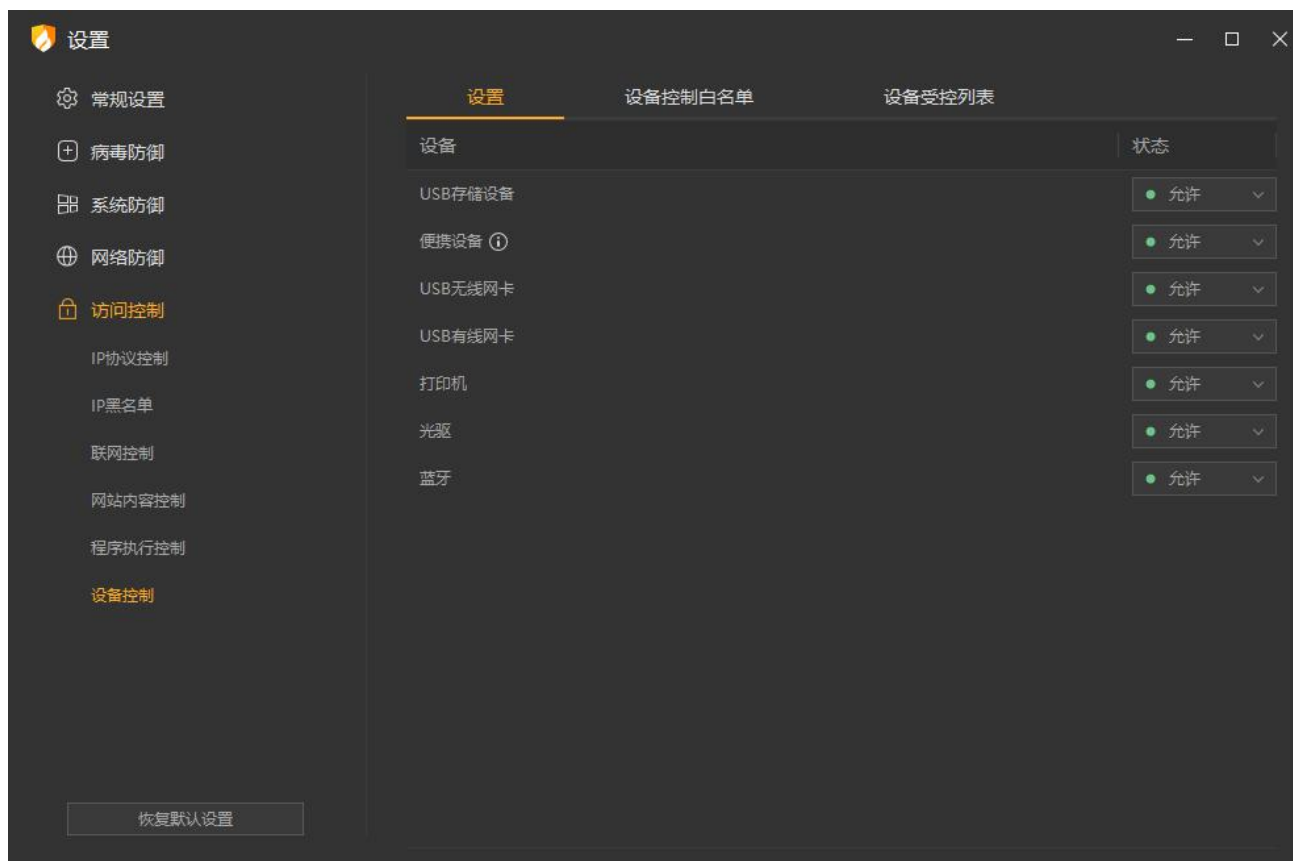 设置
常规设置
病毒防御
系统防御
网络防御
访问控制
IP协议控制
IP黑名单
联网控制
网站内容控制
程序执行控制
设备控制
恢复默认设置
设置 设备控制白名单 设备受控列表
设备 状态
USB存储设备 允许
便携设备 允许
USB无线网卡 允许
USB有线网卡 允许
打印机 允许
光驱 允许
蓝牙 允许